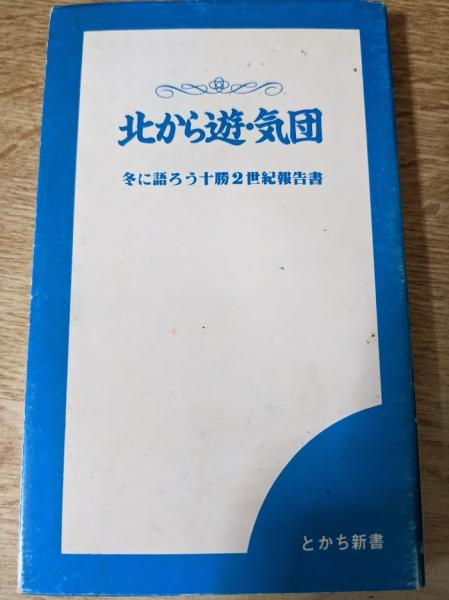 北から遊・気団
冬に語ろう十勝2世紀報告書
とかち新書